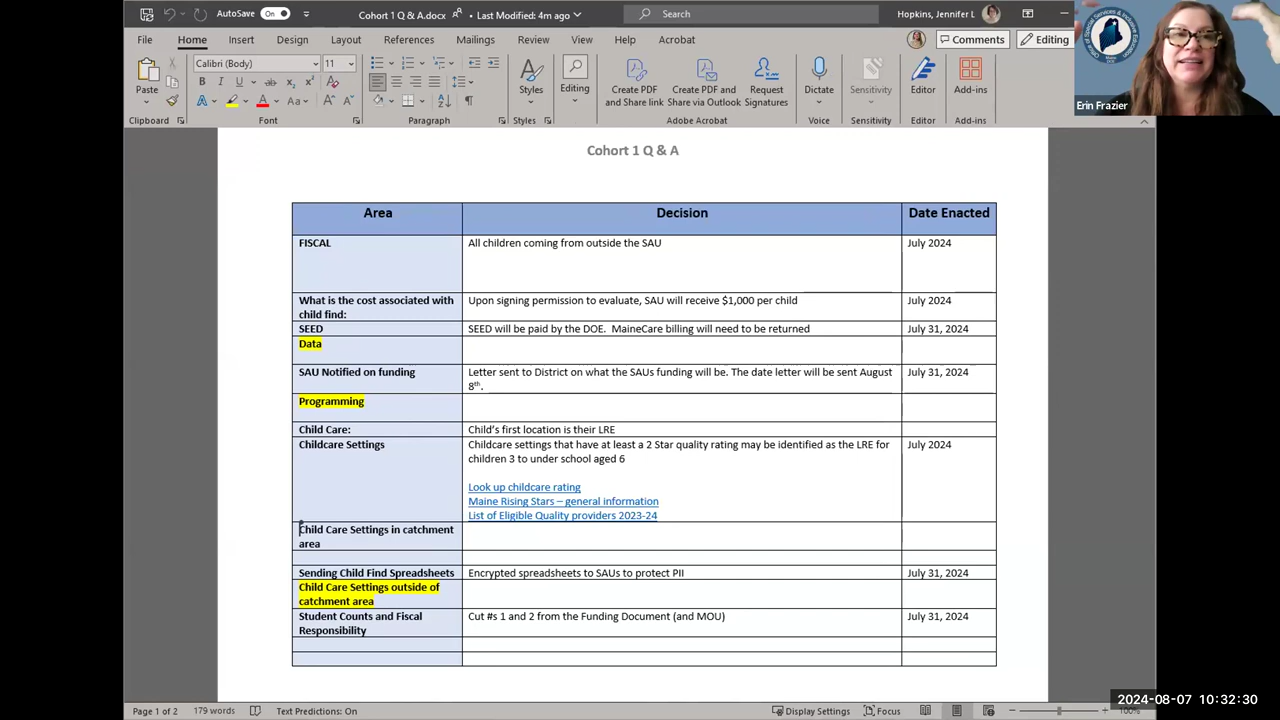 AutoSave On Cohort 1 Q & A.docx • Last Modified: 4m ago Search Hopkins, Jennifer L
File Home Insert Design Layout References Mailings Review View Help Acrobat Comments Editing
Paste Calibri (Body) 11 Styles Editing Create PDF and Share link Create PDF and Share via Outlook Request Signatures Dictate Sensitivity Editor Add-ins
Clipboard Font Paragraph Styles Adobe Acrobat Voice Sensitivity Editor Add-ins
Erin Frazier
Cohort 1 Q & A
Area Decision Date Enacted
FISCAL All children coming from outside the SAU July 2024
What is the cost associated with Upon signing permission to evaluate, SAU will receive $1,000 per child July 2024
child find:
SEED SEED will be paid by the DOE. MaineCare billing will need to be returned July 31, 2024
Data
SAU Notified on funding Letter sent to District on what the SAUs funding will be. The date letter will be sent August July 31, 2024
8th.
Programming
Child Care: Child's first location is their LRE
Childcare Settings Childcare settings that have at least a 2 Star quality rating may be identified as the LRE for July 2024
children 3 to under school aged 6
Look up childcare rating
Maine Rising Stars – general information
List of Eligible Quality providers 2023-24
Child Care Settings in catchment
area
Sending Child Find Spreadsheets Encrypted spreadsheets to SAUs to protect PII July 31, 2024
Child Care Settings outside of
catchment area
Student Counts and Fiscal Cut #s 1 and 2 from the Funding Document (and MOU) July 31, 2024
Responsibility
2024-08-07 10:32:30
Page 1 of 2 179 words Text Predictions: On Display Settings Focus 100%